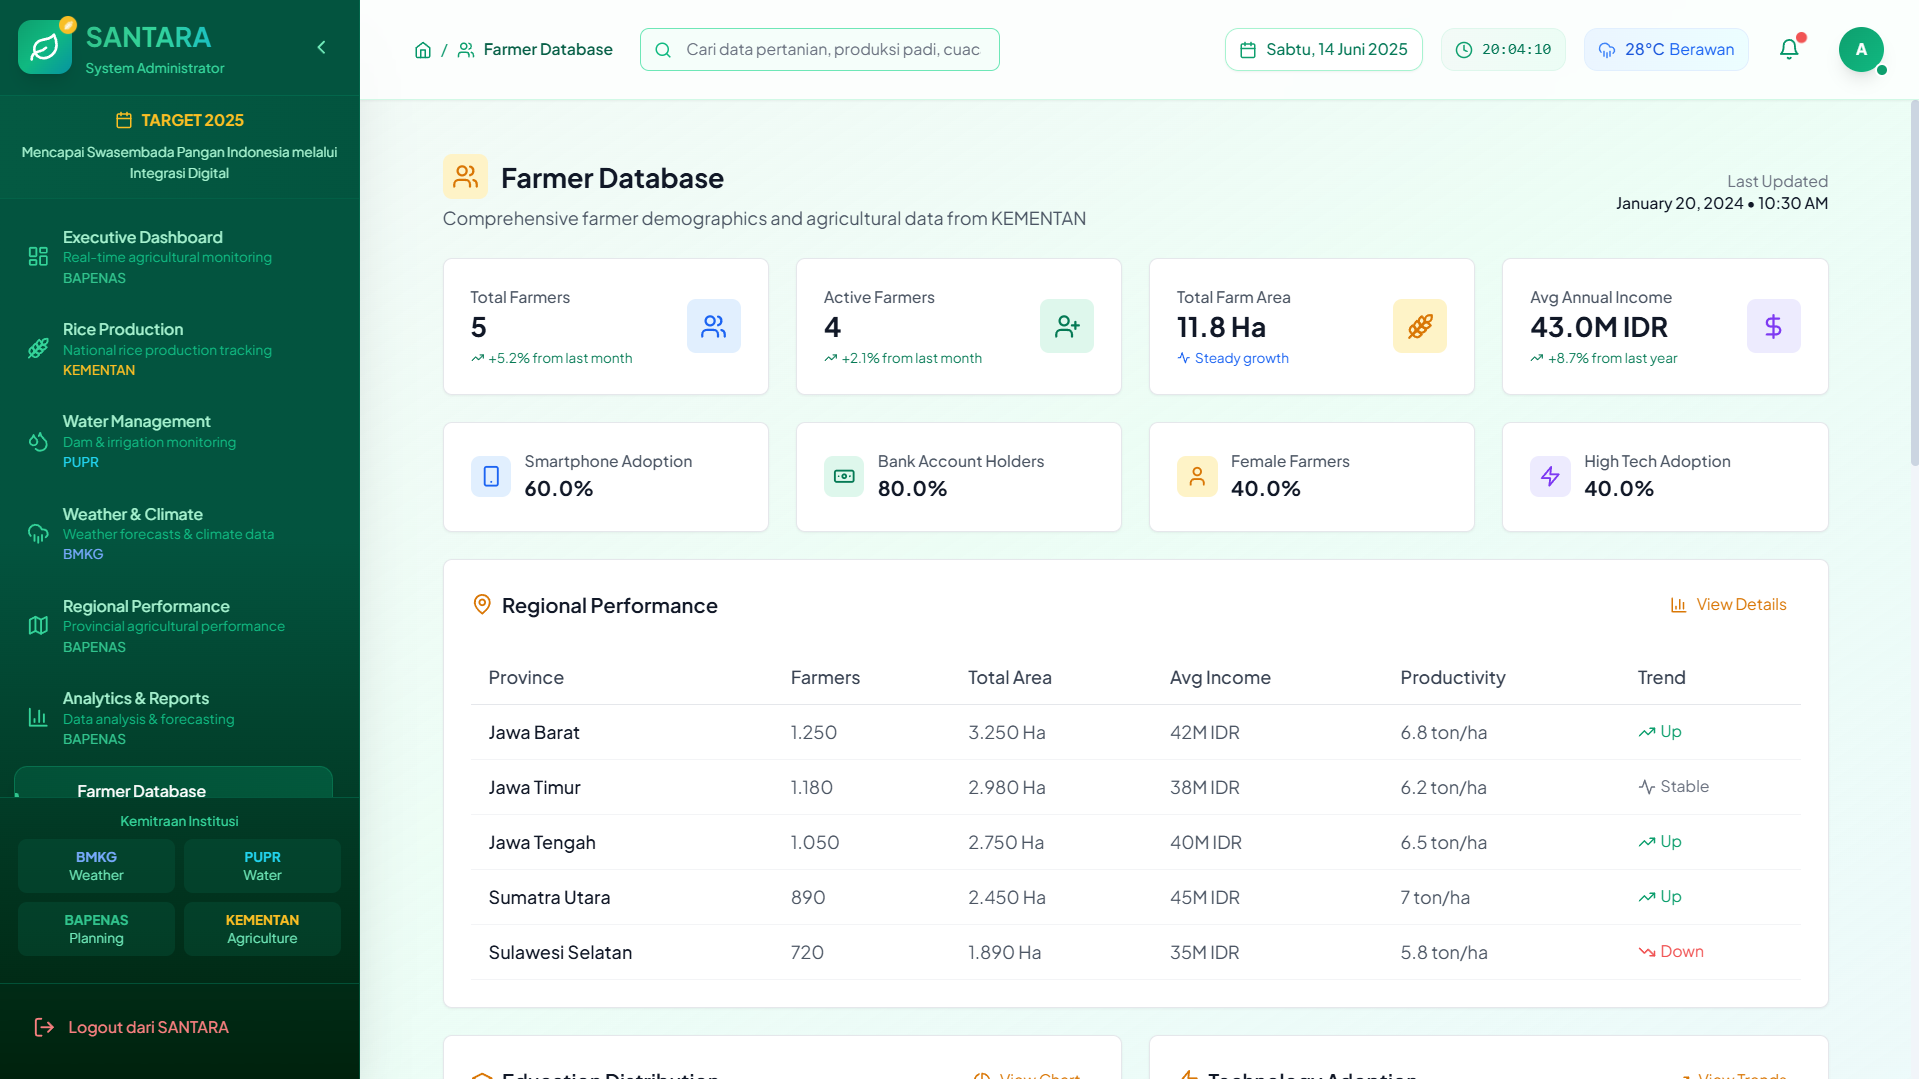 SANTARA
System Administrator
TARGET 2025
Mencapai Swasembada Pangan Indonesia melalui
Integrasi Digital
Executive Dashboard
Real-time agricultural monitoring
BAPENAS
Rice Production
National rice production tracking
KEMENTAN
Water Management
Dam & irrigation monitoring
PUPR
Weather & Climate
Weather forecasts & climate data
BMKG
Regional Performance
Provincial agricultural performance
BAPENAS
Analytics & Reports
Data analysis & forecasting
BAPENAS
Farmer Database
Kemitraan Institusi
BMKG
Weather
PUPR
Water
BAPENAS
Planning
KEMENTAN
Agriculture
Logout dari SANTARA
/ Farmer Database
Cari data pertanian, produksi padi, cuac
Sabtu, 14 Juni 2025
20:04:10
28°C Berawan
A
Farmer Database
Comprehensive farmer demographics and agricultural data from KEMENTAN
Last Updated
January 20, 2024 • 10:30 AM
Total Farmers
5
+5.2% from last month
Active Farmers
4
+2.1% from last month
Total Farm Area
11.8 Ha
Steady growth
Avg Annual Income
43.0M IDR
+8.7% from last year
Smartphone Adoption
60.0%
Bank Account Holders
80.0%
Female Farmers
40.0%
High Tech Adoption
40.0%
Regional Performance
View Details
Province Farmers Total Area Avg Income Productivity Trend
Jawa Barat 1.250 3.250 Ha 42M IDR 6.8 ton/ha Up
Jawa Timur 1.180 2.980 Ha 38M IDR 6.2 ton/ha Stable
Jawa Tengah 1.050 2.750 Ha 40M IDR 6.5 ton/ha Up
Sumatra Utara 890 2.450 Ha 45M IDR 7 ton/ha Up
Sulawesi Selatan 720 1.890 Ha 35M IDR 5.8 ton/ha Down
Education Distribution
View Chart
Technology Adoption
View Trends